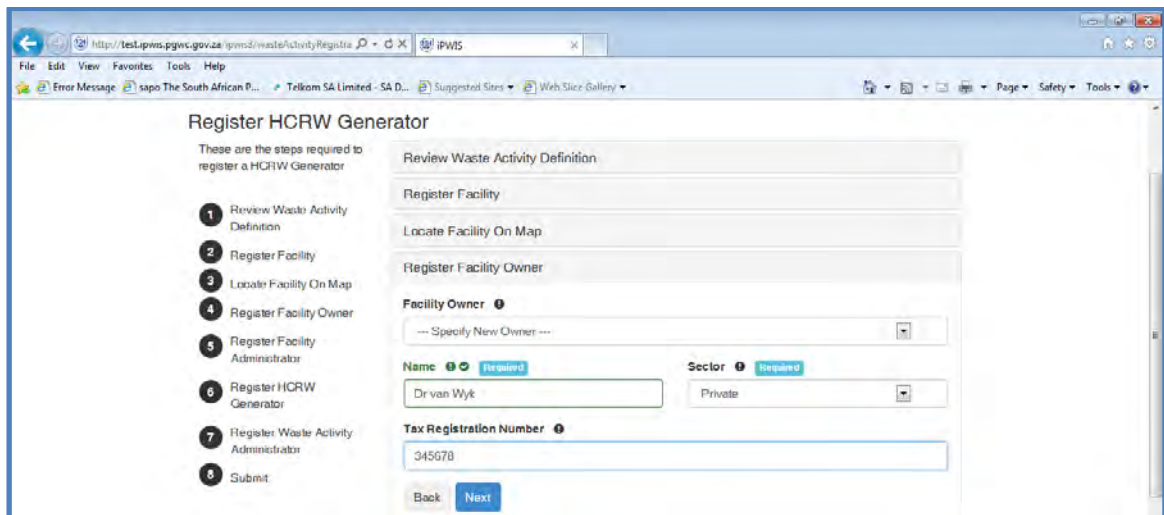 http://test.ipwis.pgwc.gov.za/ipwis3/wasteActivityRegistra
iPWIS
File Edit View Favorites Tools Help
Error Message sapo The South African P... Telkom SA Limited - SA D... Suggested Sites Web Slice Gallery
Page Safety Tools
Register HCRW Generator
These are the steps required to
register a HCRW Generator
1 Review Waste Activity
Definition
2 Register Facility
3 Locate Facility On Map
4 Register Facility Owner
5 Register Facility
Administrator
6 Register HCRW
Generator
7 Register Waste Activity
Administrator
8 Submit
Review Waste Activity Definition
Register Facility
Locate Facility On Map
Register Facility Owner
Facility Owner
--- Specify New Owner ---
Name Required Sector Required
Dr van Wyk Private
Tax Registration Number
345678
Back Next